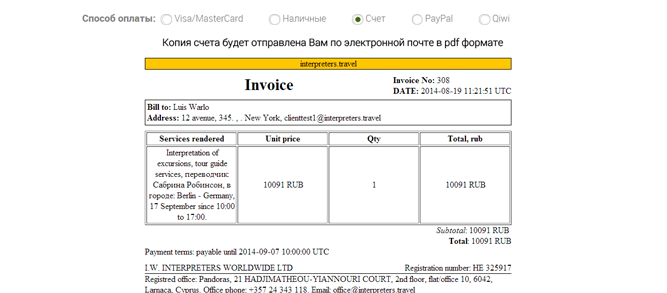 Способ оплаты: Visa/MasterCard Наличные Счет PayPal Qiwi
Копия счета будет отправлена Вам по электронной почте в pdf формате
interpreters.travel
Invoice
Invoice No: 308
DATE: 2014-08-19 11:21:51 UTC
Bill to: Luis Warlo
Address: 12 avenue, 345. , . New York, clienttest1@interpreters.travel
Services rendered Unit price Qty Total, rub
Interpretation of
excursions, tour guide
services, переводчик:
Сабрина Робинсон, в
городе: Berlin - Germany,
17 September since 10:00
to 17:00.
10091 RUB 1 10091 RUB
Subtotal: 10091 RUB
Total: 10091 RUB
Payment terms: payable until 2014-09-07 10:00:00 UTC
I.W. INTERPRETERS WORLDWIDE LTD Registration number: HE 325917
Registred office: Pandoras, 21 HADJIMATHEOU-YIANNOURI COURT, 2nd floor, flat/office 10, 6042,
Larnaca, Cyprus. Office phone: +357 24 343 118. Email: office@interpreters.travel